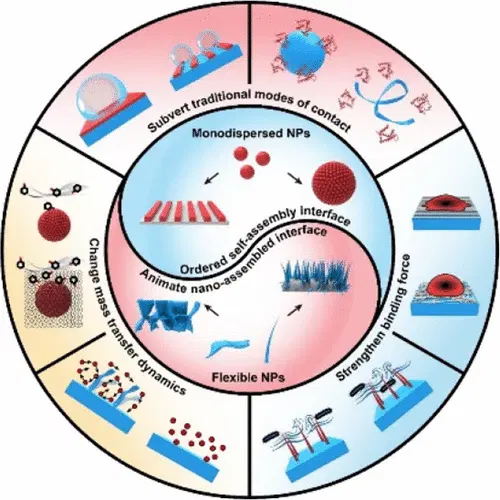 Subvert traditional modes of contact
Monodispersed NPs
Ordered self-assembly interface
Animate nano-assembled interface
Flexible NPs
Change mass transfer dynamics
Strengthen binding force